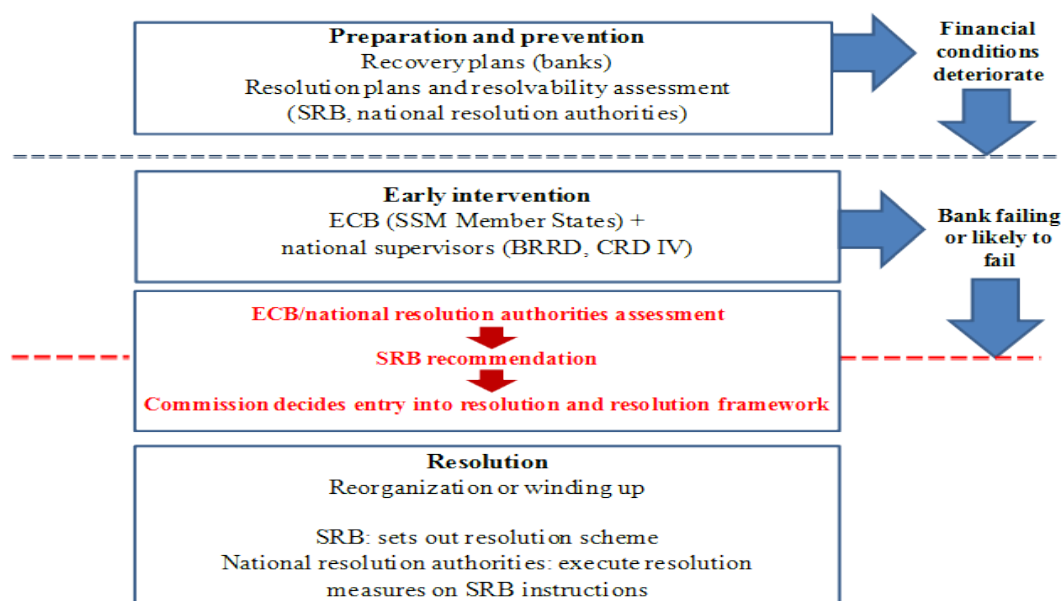 Preparation and prevention
Recovery plans (banks)
Resolution plans and resolvability assessment
(SRB, national resolution authorities)
Financial
conditions
deteriorate
Early intervention
ECB (SSM Member States) +
national supervisors (BRRD, CRD IV)
Bank failing
or likely to
fail
ECB/national resolution authorities assessment
SRB recommendation
Commission decides entry into resolution and resolution framework
Resolution
Reorganization or winding up
SRB: sets out resolution scheme
National resolution authorities: execute resolution
measures on SRB instructions